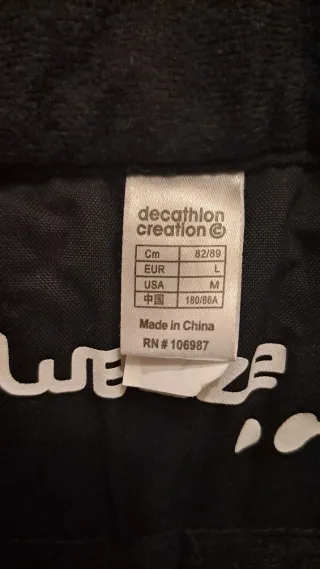 decathlon
creation ©
Cm 82/89
EUR L
USA M
中国 180/86A
Made in China
RN # 106987